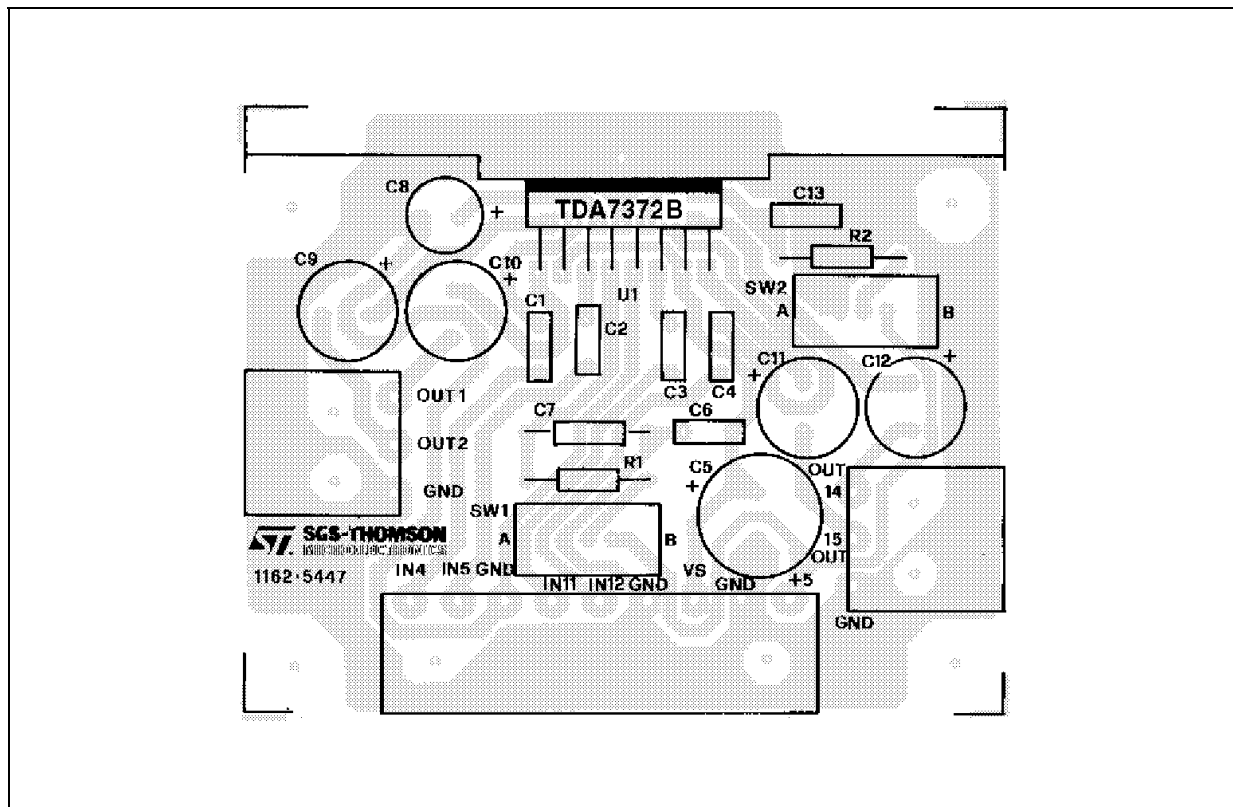 C8
+
TDA7372B
C13
R2
C9
+
C10
+
SW2
A
B
C1
U1
C2
C11
+
C12
+
C3
C4
OUT1
C7
C6
OUT2
R1
C5
+
OUT
14
GND
SW1
A
B
15
OUT
SGS-THOMSON
MICROELECTRONICS
1162·5447
IN4
IN5
GND
IN11
IN12
GND
VS
GND
+5
GND